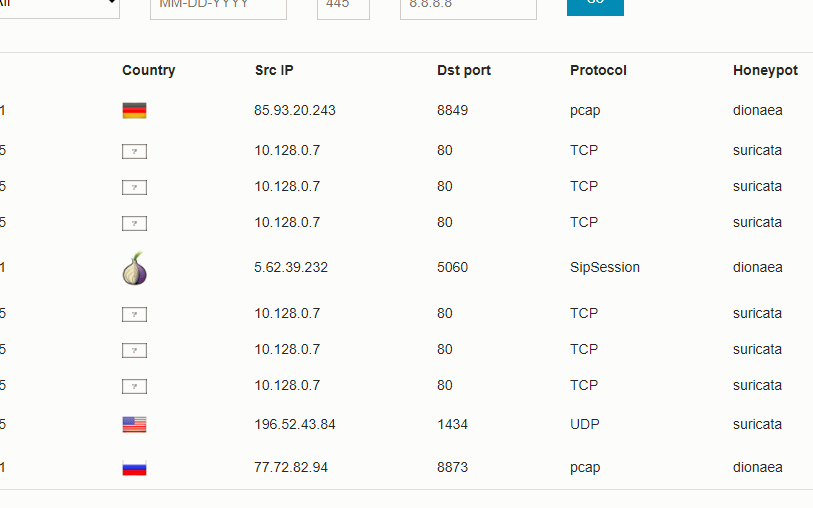 MM-DD-YYYY 445 8.8.8.8
Country Src IP Dst port Protocol Honeypot
1 85.93.20.243 8849 pcap dionaea
5 10.128.0.7 80 TCP suricata
5 10.128.0.7 80 TCP suricata
5 10.128.0.7 80 TCP suricata
1 5.62.39.232 5060 SipSession dionaea
5 10.128.0.7 80 TCP suricata
5 10.128.0.7 80 TCP suricata
5 10.128.0.7 80 TCP suricata
5 196.52.43.84 1434 UDP suricata
1 77.72.82.94 8873 pcap dionaea